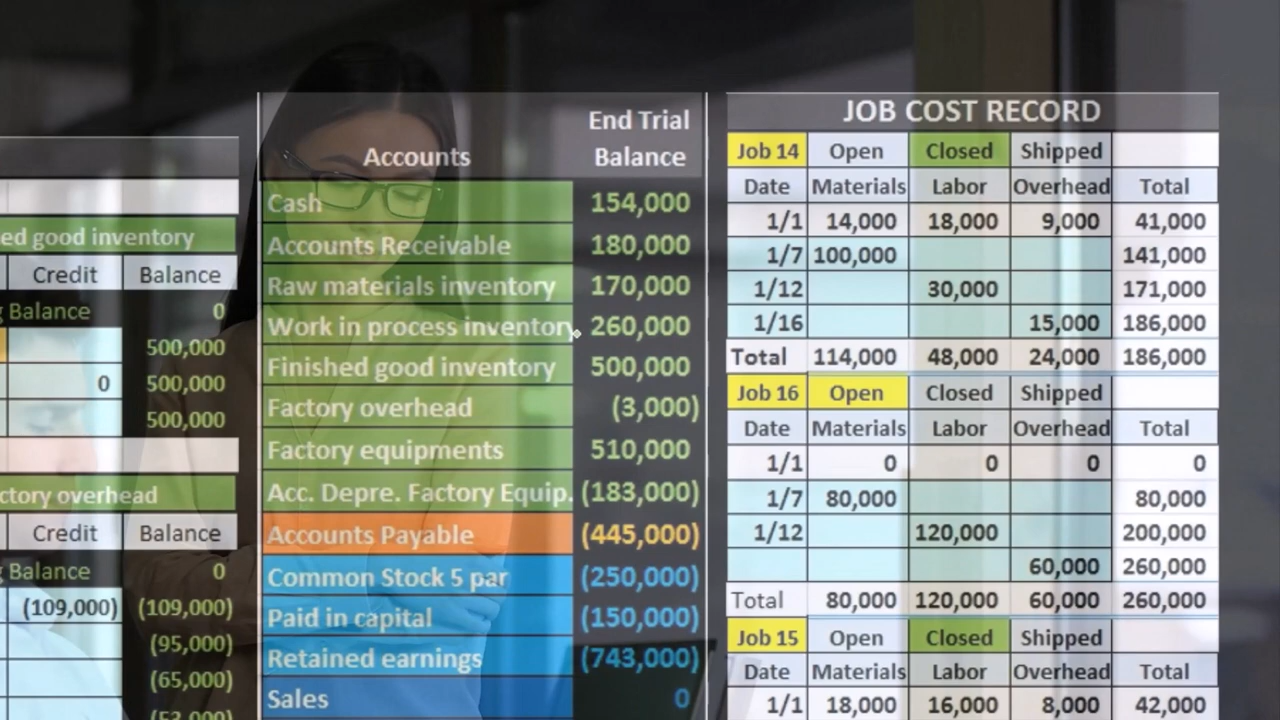 ed good inventory
Credit Balance
g Balance 0
500,000
0 500,000
500,000
ctory overhead
Credit Balance
g Balance 0
(109,000) (109,000)
(95,000)
(65,000)
(53,000)
Accounts End Trial Balance
Cash 154,000
Accounts Receivable 180,000
Raw materials inventory 170,000
Work in process inventory 260,000
Finished good inventory 500,000
Factory overhead (3,000)
Factory equipments 510,000
Acc. Depre. Factory Equip. (183,000)
Accounts Payable (445,000)
Common Stock 5 par (250,000)
Paid in capital (150,000)
Retained earnings (743,000)
Sales 0
JOB COST RECORD
Job 14 Open Closed Shipped
Date Materials Labor Overhead Total
1/1 14,000 18,000 9,000 41,000
1/7 100,000 141,000
1/12 30,000 171,000
1/16 15,000 186,000
Total 114,000 48,000 24,000 186,000
Job 16 Open Closed Shipped
Date Materials Labor Overhead Total
1/1 0 0 0 0
1/7 80,000 80,000
1/12 120,000 200,000
60,000 260,000
Total 80,000 120,000 60,000 260,000
Job 15 Open Closed Shipped
Date Materials Labor Overhead Total
1/1 18,000 16,000 8,000 42,000